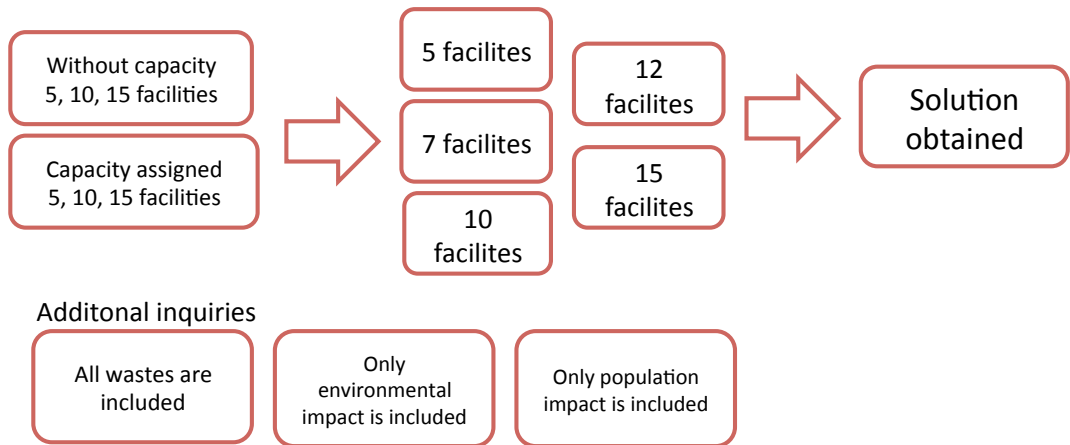 Without capacity
5, 10, 15 facilities
Capacity assigned
5, 10, 15 facilities
5 facilites
7 facilites
10
facilites
12
facilites
15
facilites
Solution
obtained
Additonal inquiries
All wastes are
included
Only
environmental
impact is included
Only population
impact is included